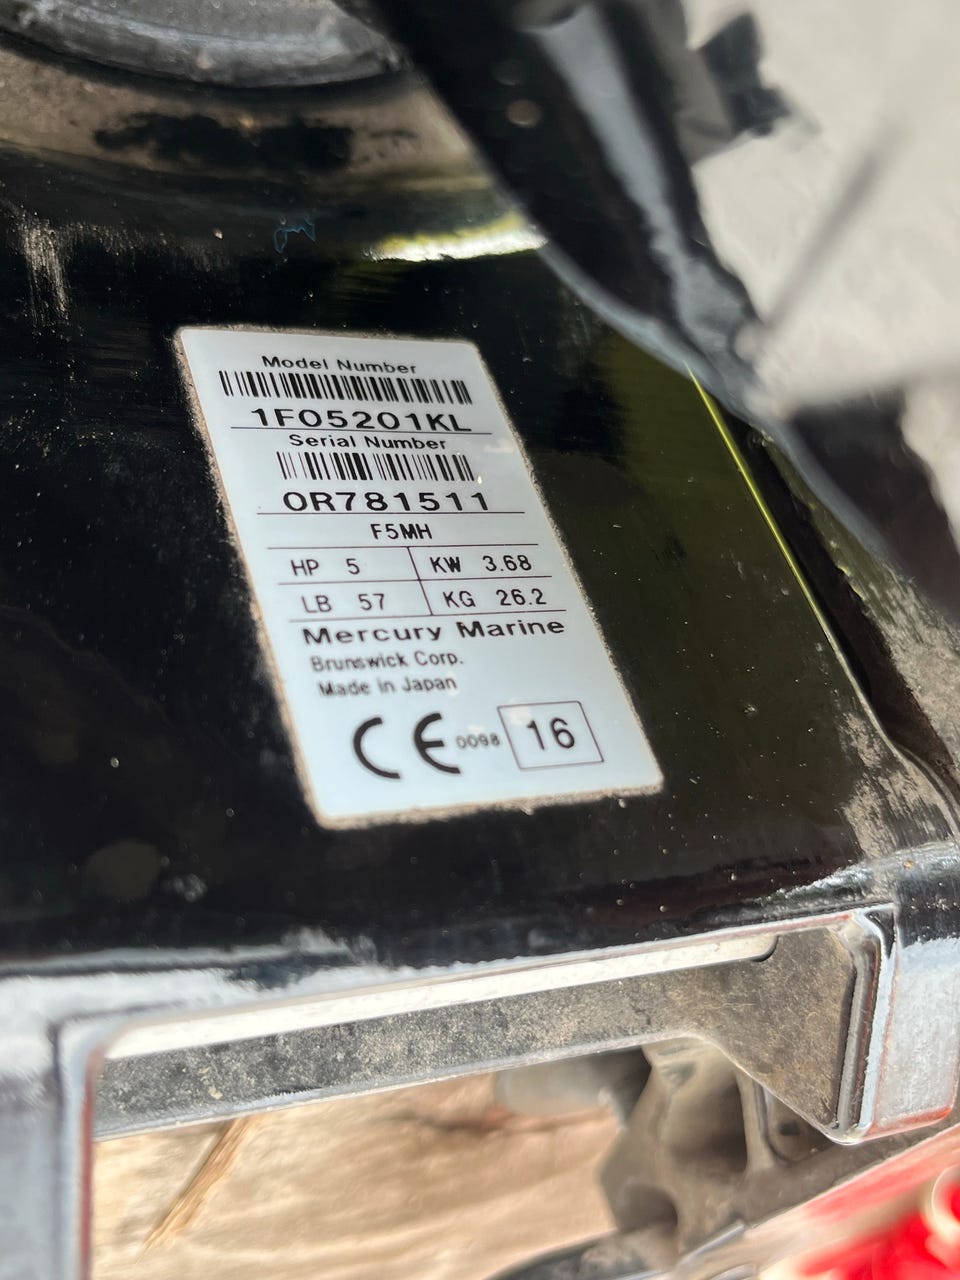 Model Number
1F05201KL
Serial Number
0R781511
F5MH
HP 5 KW 3.68
LB 57 KG 26.2
Mercury Marine
Brunswick Corp.
Made in Japan
CE 0098 16